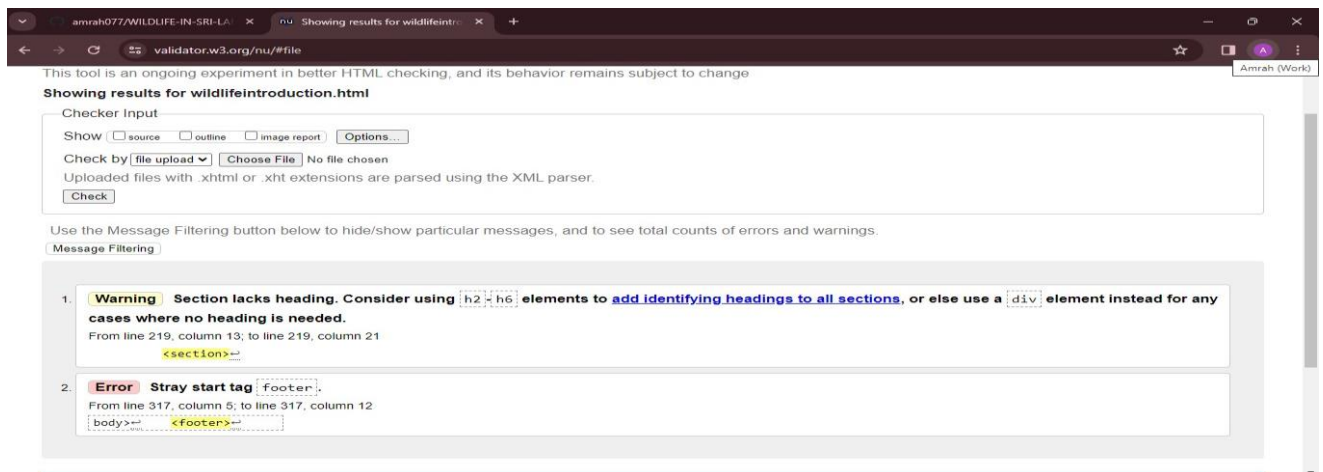 amrah077/WILDLIFE-IN-SRI-LA
nu Showing results for wildlifeintro
validator.w3.org/nu/#file
A
Amrah (Work)
This tool is an ongoing experiment in better HTML checking, and its behavior remains subject to change
Showing results for wildlifeintroduction.html
Checker Input
Show source outline image report Options...
Check by file upload Choose File No file chosen
Uploaded files with .xhtml or .xht extensions are parsed using the XML parser.
Check
Use the Message Filtering button below to hide/show particular messages, and to see total counts of errors and warnings.
Message Filtering
1. Warning Section lacks heading. Consider using h2-h6 elements to add identifying headings to all sections, or else use a div element instead for any
cases where no heading is needed.
From line 219, column 13; to line 219, column 21
<section>↩
2. Error Stray start tag footer.
From line 317, column 5; to line 317, column 12
body>↩ <footer>↩